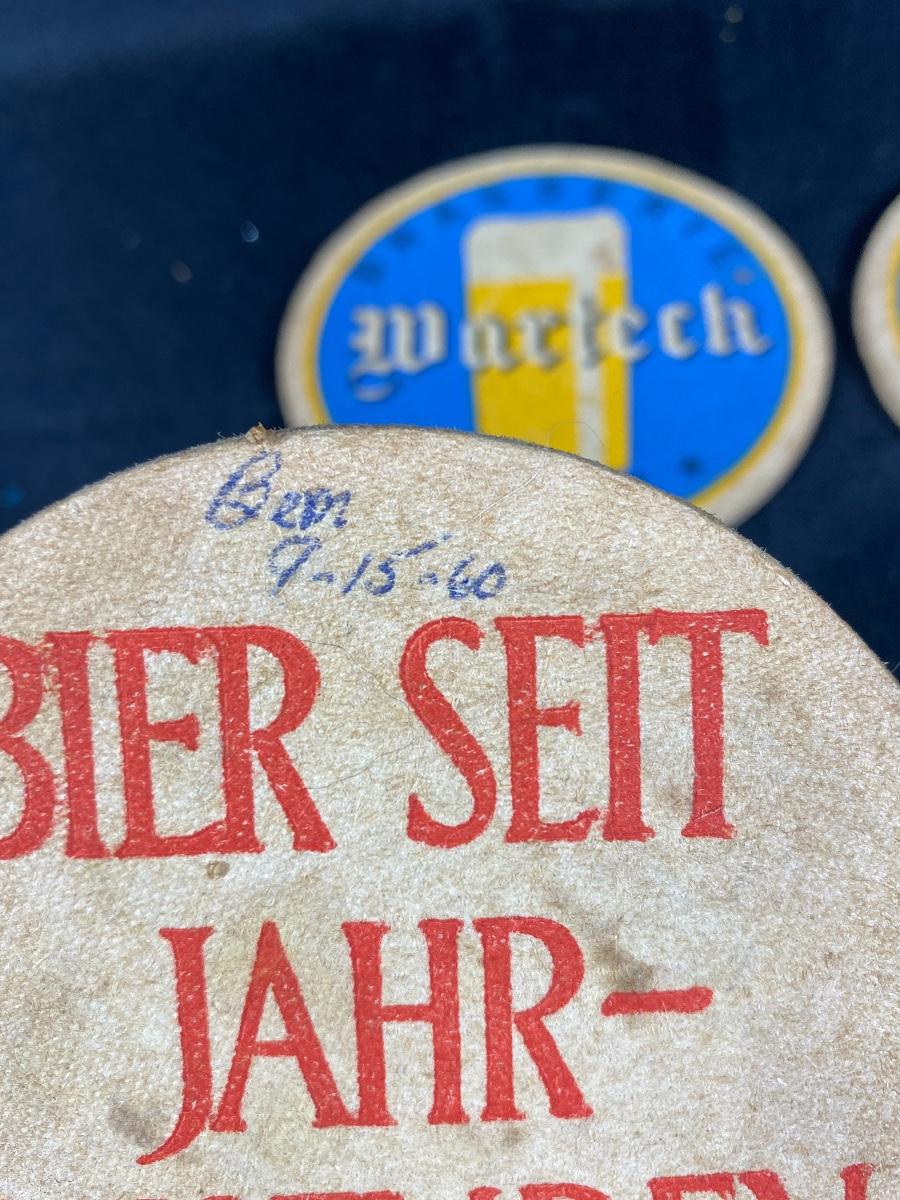 Warteck
Bern
9-15-60
BIER SEIT
JAHR-